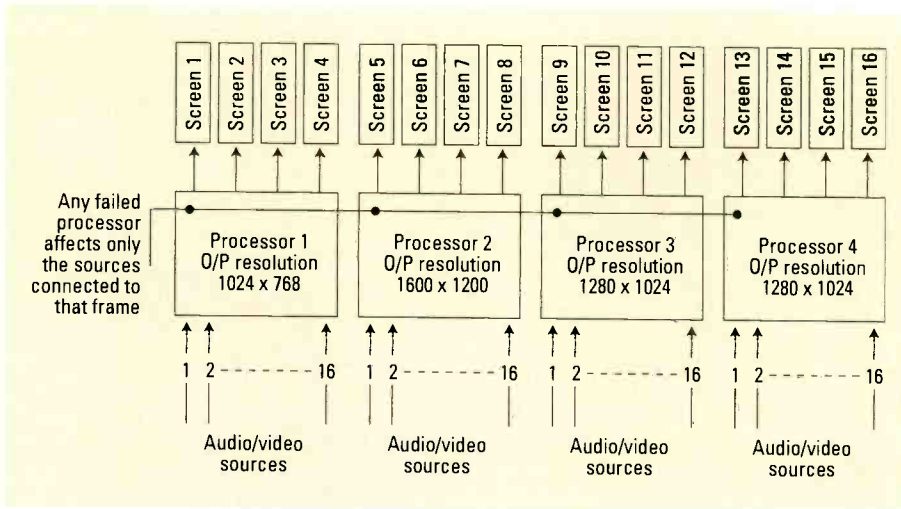 Screen 1
Screen 2
Screen 3
Screen 4
Screen 5
Screen 6
Screen 7
Screen 8
Screen 9
Screen 10
Screen 11
Screen 12
Screen 13
Screen 14
Screen 15
Screen 16
Any failed
processor
affects only
the sources
connected to
that frame
Processor 1
O/P resolution
1024 x 768
Processor 2
O/P resolution
1600 x 1200
Processor 3
O/P resolution
1280 x 1024
Processor 4
O/P resolution
1280 x 1024
1 2 16
1 2 16
1 2 16
1 2 16
Audio/video
sources
Audio/video
sources
Audio/video
sources
Audio/video
sources